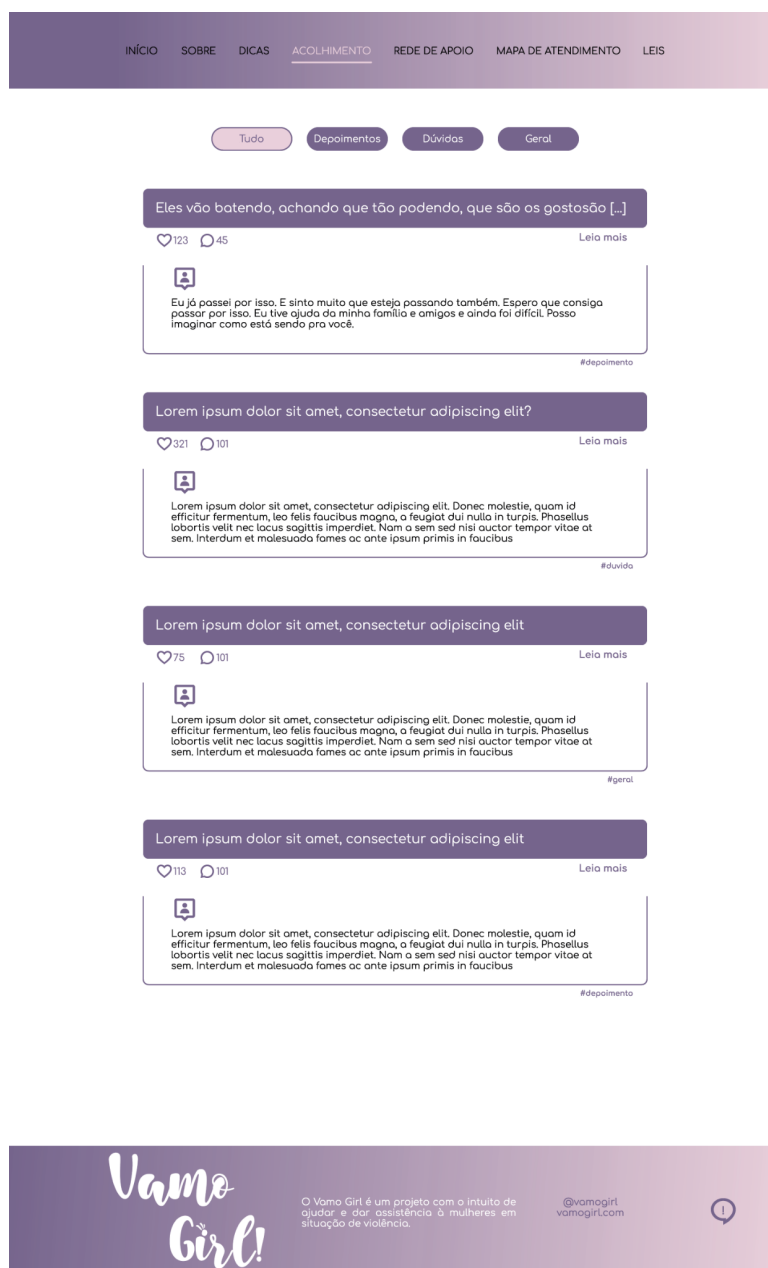 INÍCIO SOBRE DICAS ACOLHIMENTO REDE DE APOIO MAPA DE ATENDIMENTO LEIS
Tudo Depoimentos Dúvidas Geral
Eles vão batendo, achando que tão podendo, que são os gostosão [...]
123 45 Leia mais
Eu já passei por isso. E sinto muito que esteja passando também. Espero que consiga
passar por isso. Eu tive ajuda da minha família e amigos e ainda foi difícil. Posso
imaginar como está sendo pra você.
#depoimento
Lorem ipsum dolor sit amet, consectetur adipiscing elit?
321 101 Leia mais
Lorem ipsum dolor sit amet, consectetur adipiscing elit. Donec molestie, quam id
efficitur fermentum, leo felis faucibus magna, a feugiat dui nulla in turpis. Phasellus
lobortis velit nec lacus sagittis imperdiet. Nam a sem sed nisi auctor tempor vitae at
sem. Interdum et malesuada fames ac ante ipsum primis in faucibus
#duvida
Lorem ipsum dolor sit amet, consectetur adipiscing elit
75 101 Leia mais
Lorem ipsum dolor sit amet, consectetur adipiscing elit. Donec molestie, quam id
efficitur fermentum, leo felis faucibus magna, a feugiat dui nulla in turpis. Phasellus
lobortis velit nec lacus sagittis imperdiet. Nam a sem sed nisi auctor tempor vitae at
sem. Interdum et malesuada fames ac ante ipsum primis in faucibus
#geral
Lorem ipsum dolor sit amet, consectetur adipiscing elit
113 101 Leia mais
Lorem ipsum dolor sit amet, consectetur adipiscing elit. Donec molestie, quam id
efficitur fermentum, leo felis faucibus magna, a feugiat dui nulla in turpis. Phasellus
lobortis velit nec lacus sagittis imperdiet. Nam a sem sed nisi auctor tempor vitae at
sem. Interdum et malesuada fames ac ante ipsum primis in faucibus
#depoimento
Vamo
Girl!
O Vamo Girl é um projeto com o intuito de
ajudar e dar assistência à mulheres em
situação de violência.
@vamogirl
vamogirl.com
!